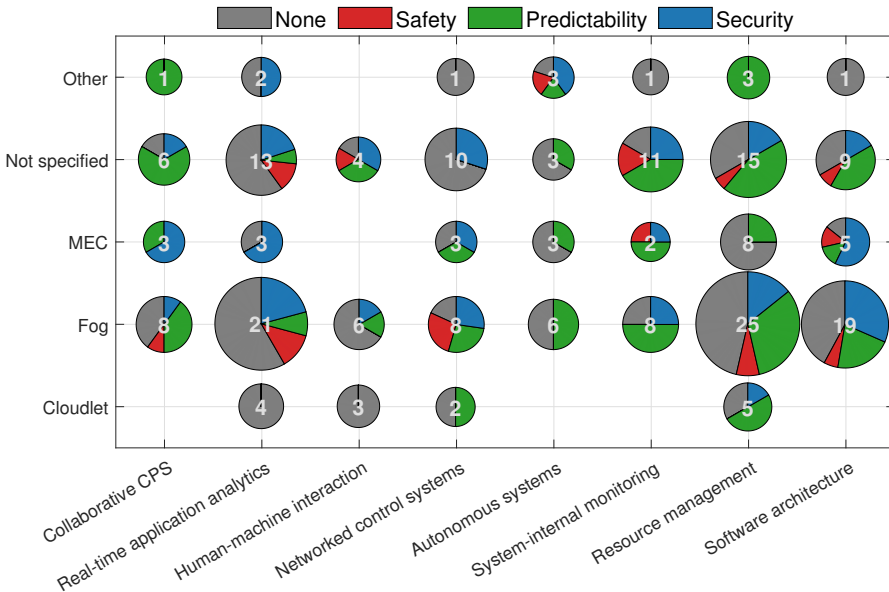 None Safety Predictability Security
Other 1 2 1 3 1 3 1
Not specified 6 13 4 10 3 11 15 9
MEC 3 3 3 3 2 8 5
Fog 8 21 6 8 6 8 25 19
Cloudlet 4 3 2 5
Collaborative CPS
Real-time application analytics
Human-machine interaction
Networked control systems
Autonomous systems
System-internal monitoring
Resource management
Software architecture